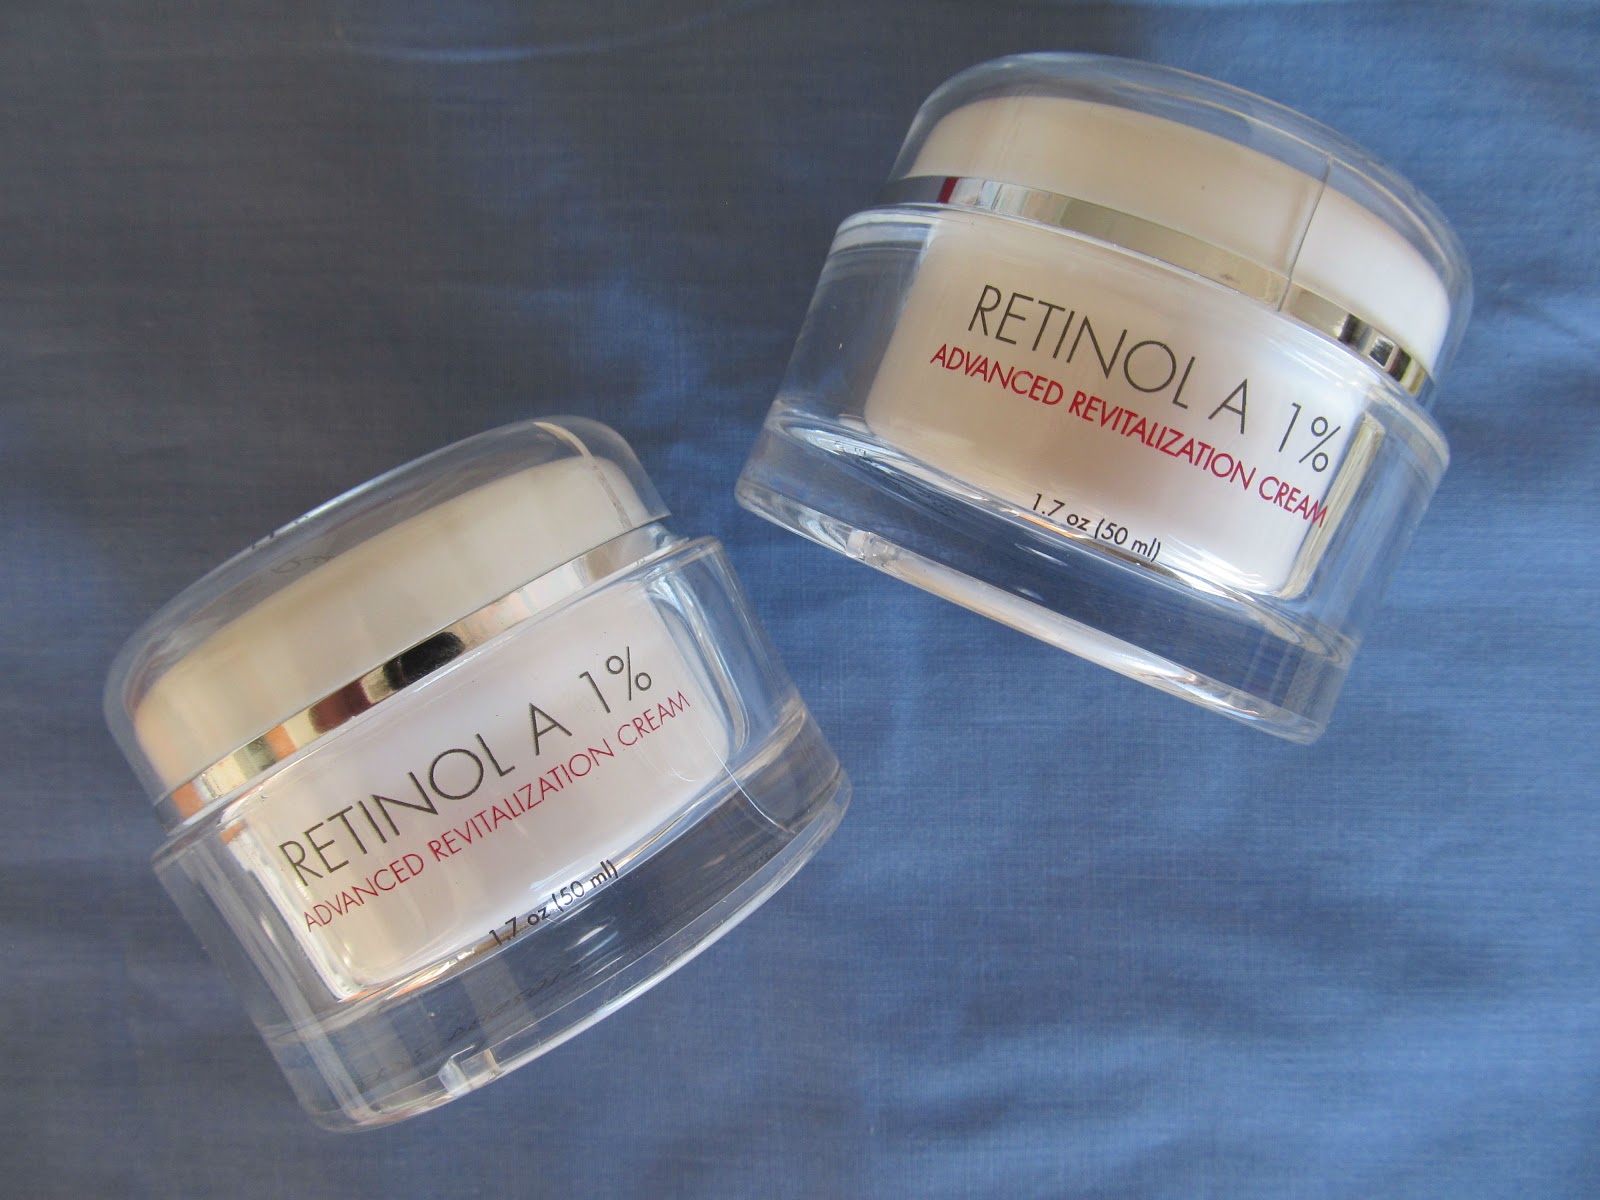 RETINOL A 1%
ADVANCED REVITALIZATION CREAM
1.7 oz (50 ml)
RETINOL A 1%
ADVANCED REVITALIZATION CREAM
1.7 oz (50 ml)